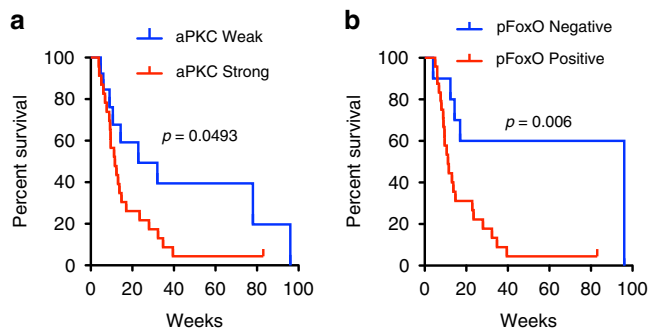 a
aPKC Weak
aPKC Strong
p = 0.0493
Percent survival
100
80
60
40
20
0
0 20 40 60 80 100
Weeks
b
pFoxO Negative
pFoxO Positive
p = 0.006
Percent survival
100
80
60
40
20
0
0 20 40 60 80 100
Weeks